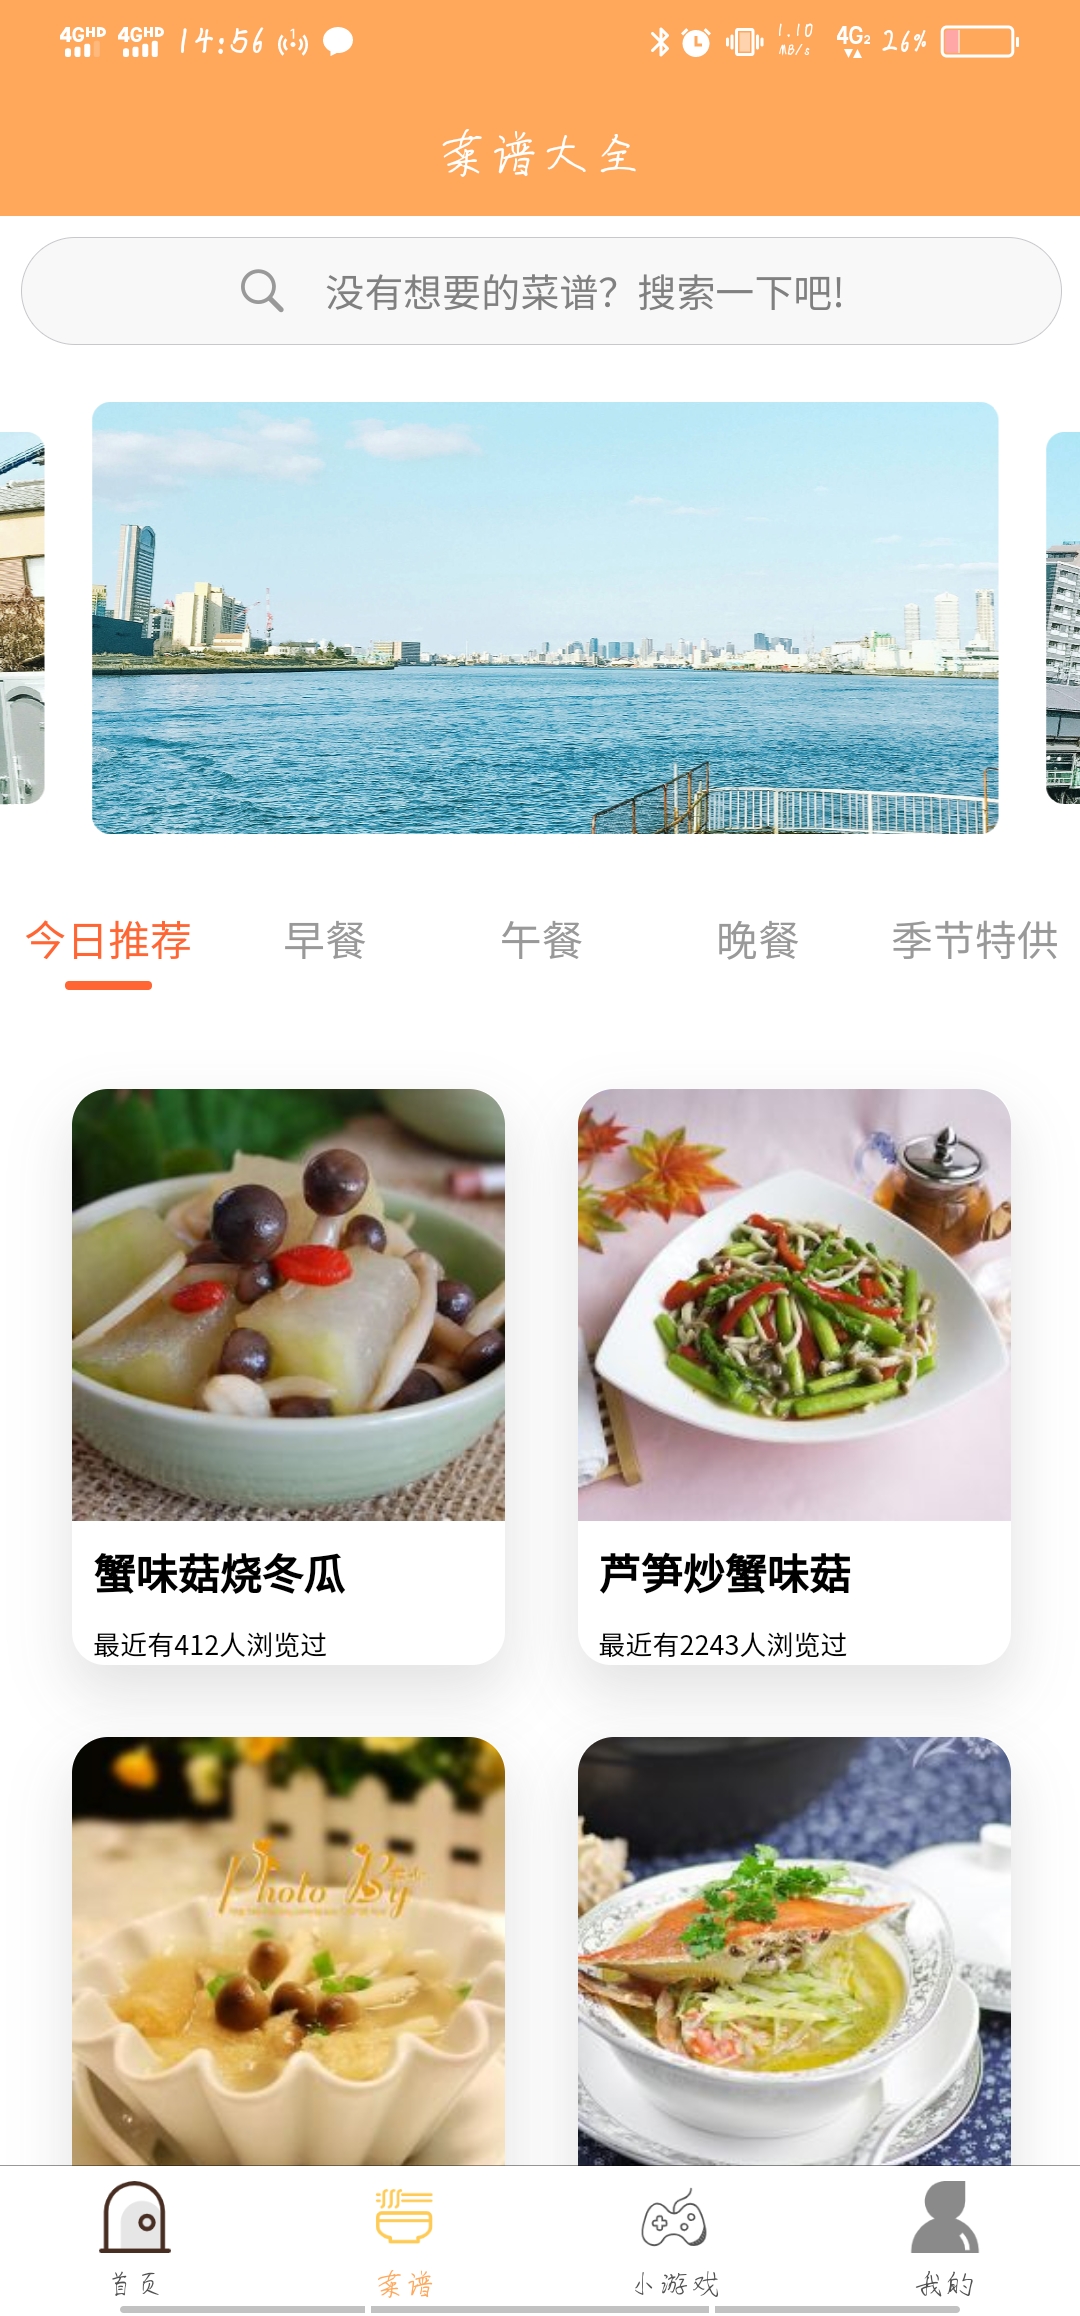 4GHD 4GHD 14:56 1.10 MB/s 4G2 26%
菜谱大全
没有想要的菜谱？搜索一下吧!
今日推荐 早餐 午餐 晚餐 季节特供
蟹味菇烧冬瓜 芦笋炒蟹味菇
最近有412人浏览过 最近有2243人浏览过
Photo By
首页 菜谱 小游戏 我的